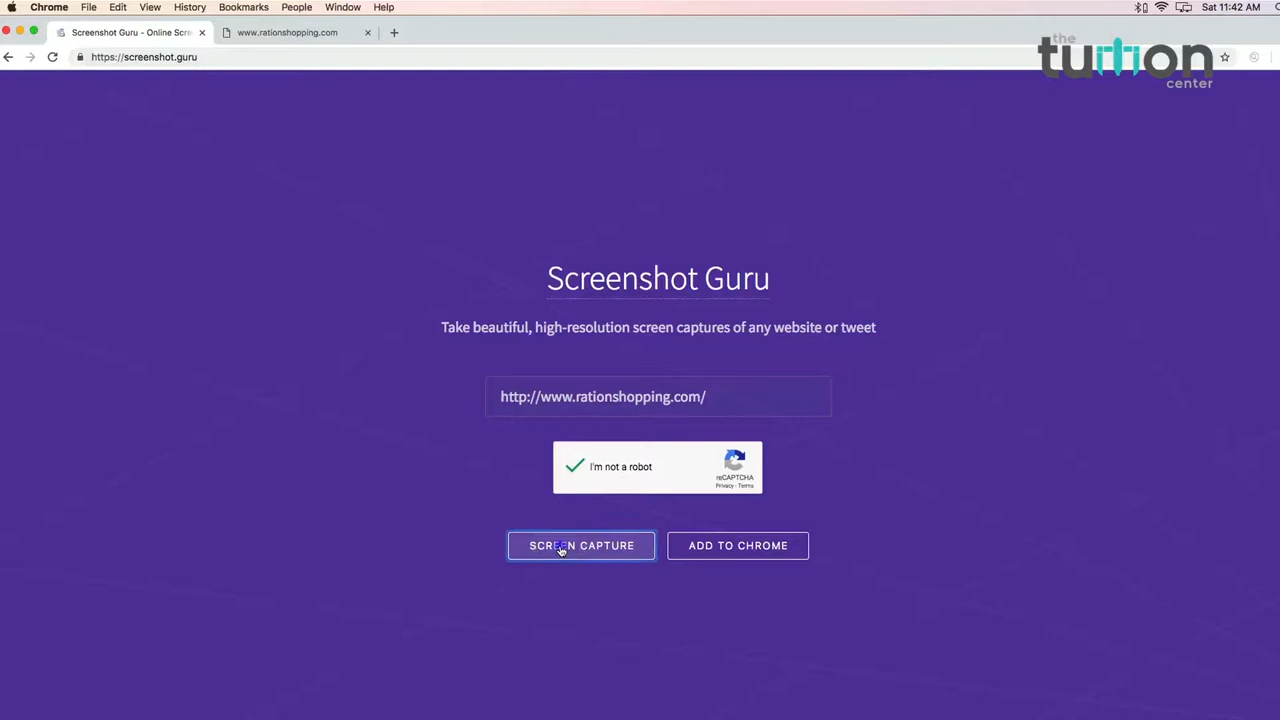 Chrome File Edit View History Bookmarks People Window Help Sat 11:42 AM
Screenshot Guru - Online Scre www.rationshopping.com
https://screenshot.guru
the
tuition
center
Screenshot Guru
Take beautiful, high-resolution screen captures of any website or tweet
http://www.rationshopping.com/
I'm not a robot
reCAPTCHA
Privacy - Terms
SCREEN CAPTURE ADD TO CHROME